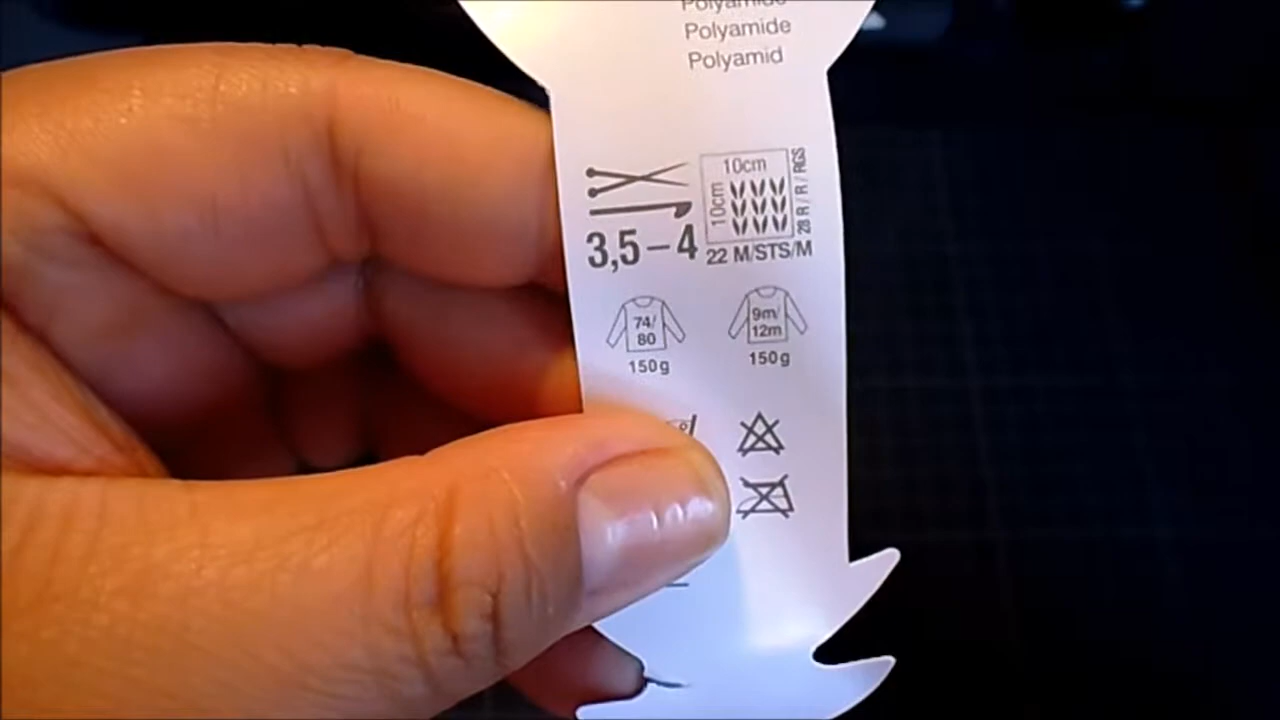 Polyamide
Polyamide
Polyamid
10cm
10cm
28 R / R / RGS
3,5–4
22 M/STS/M
74/
80
150g
9m/
12m
150g